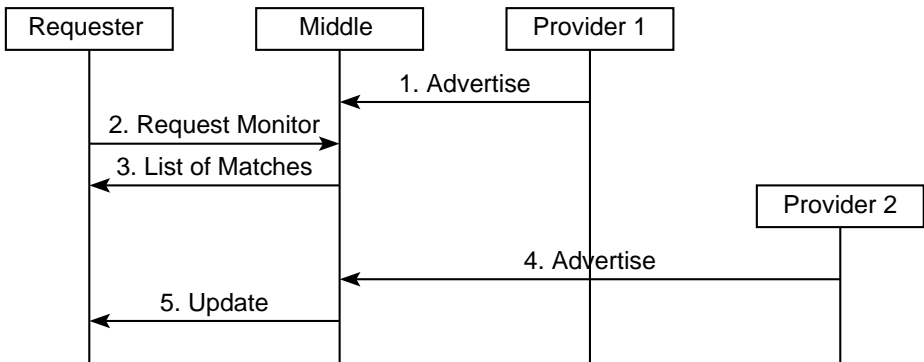 Requester
Middle
Provider 1
1. Advertise
2. Request Monitor
3. List of Matches
Provider 2
4. Advertise
5. Update